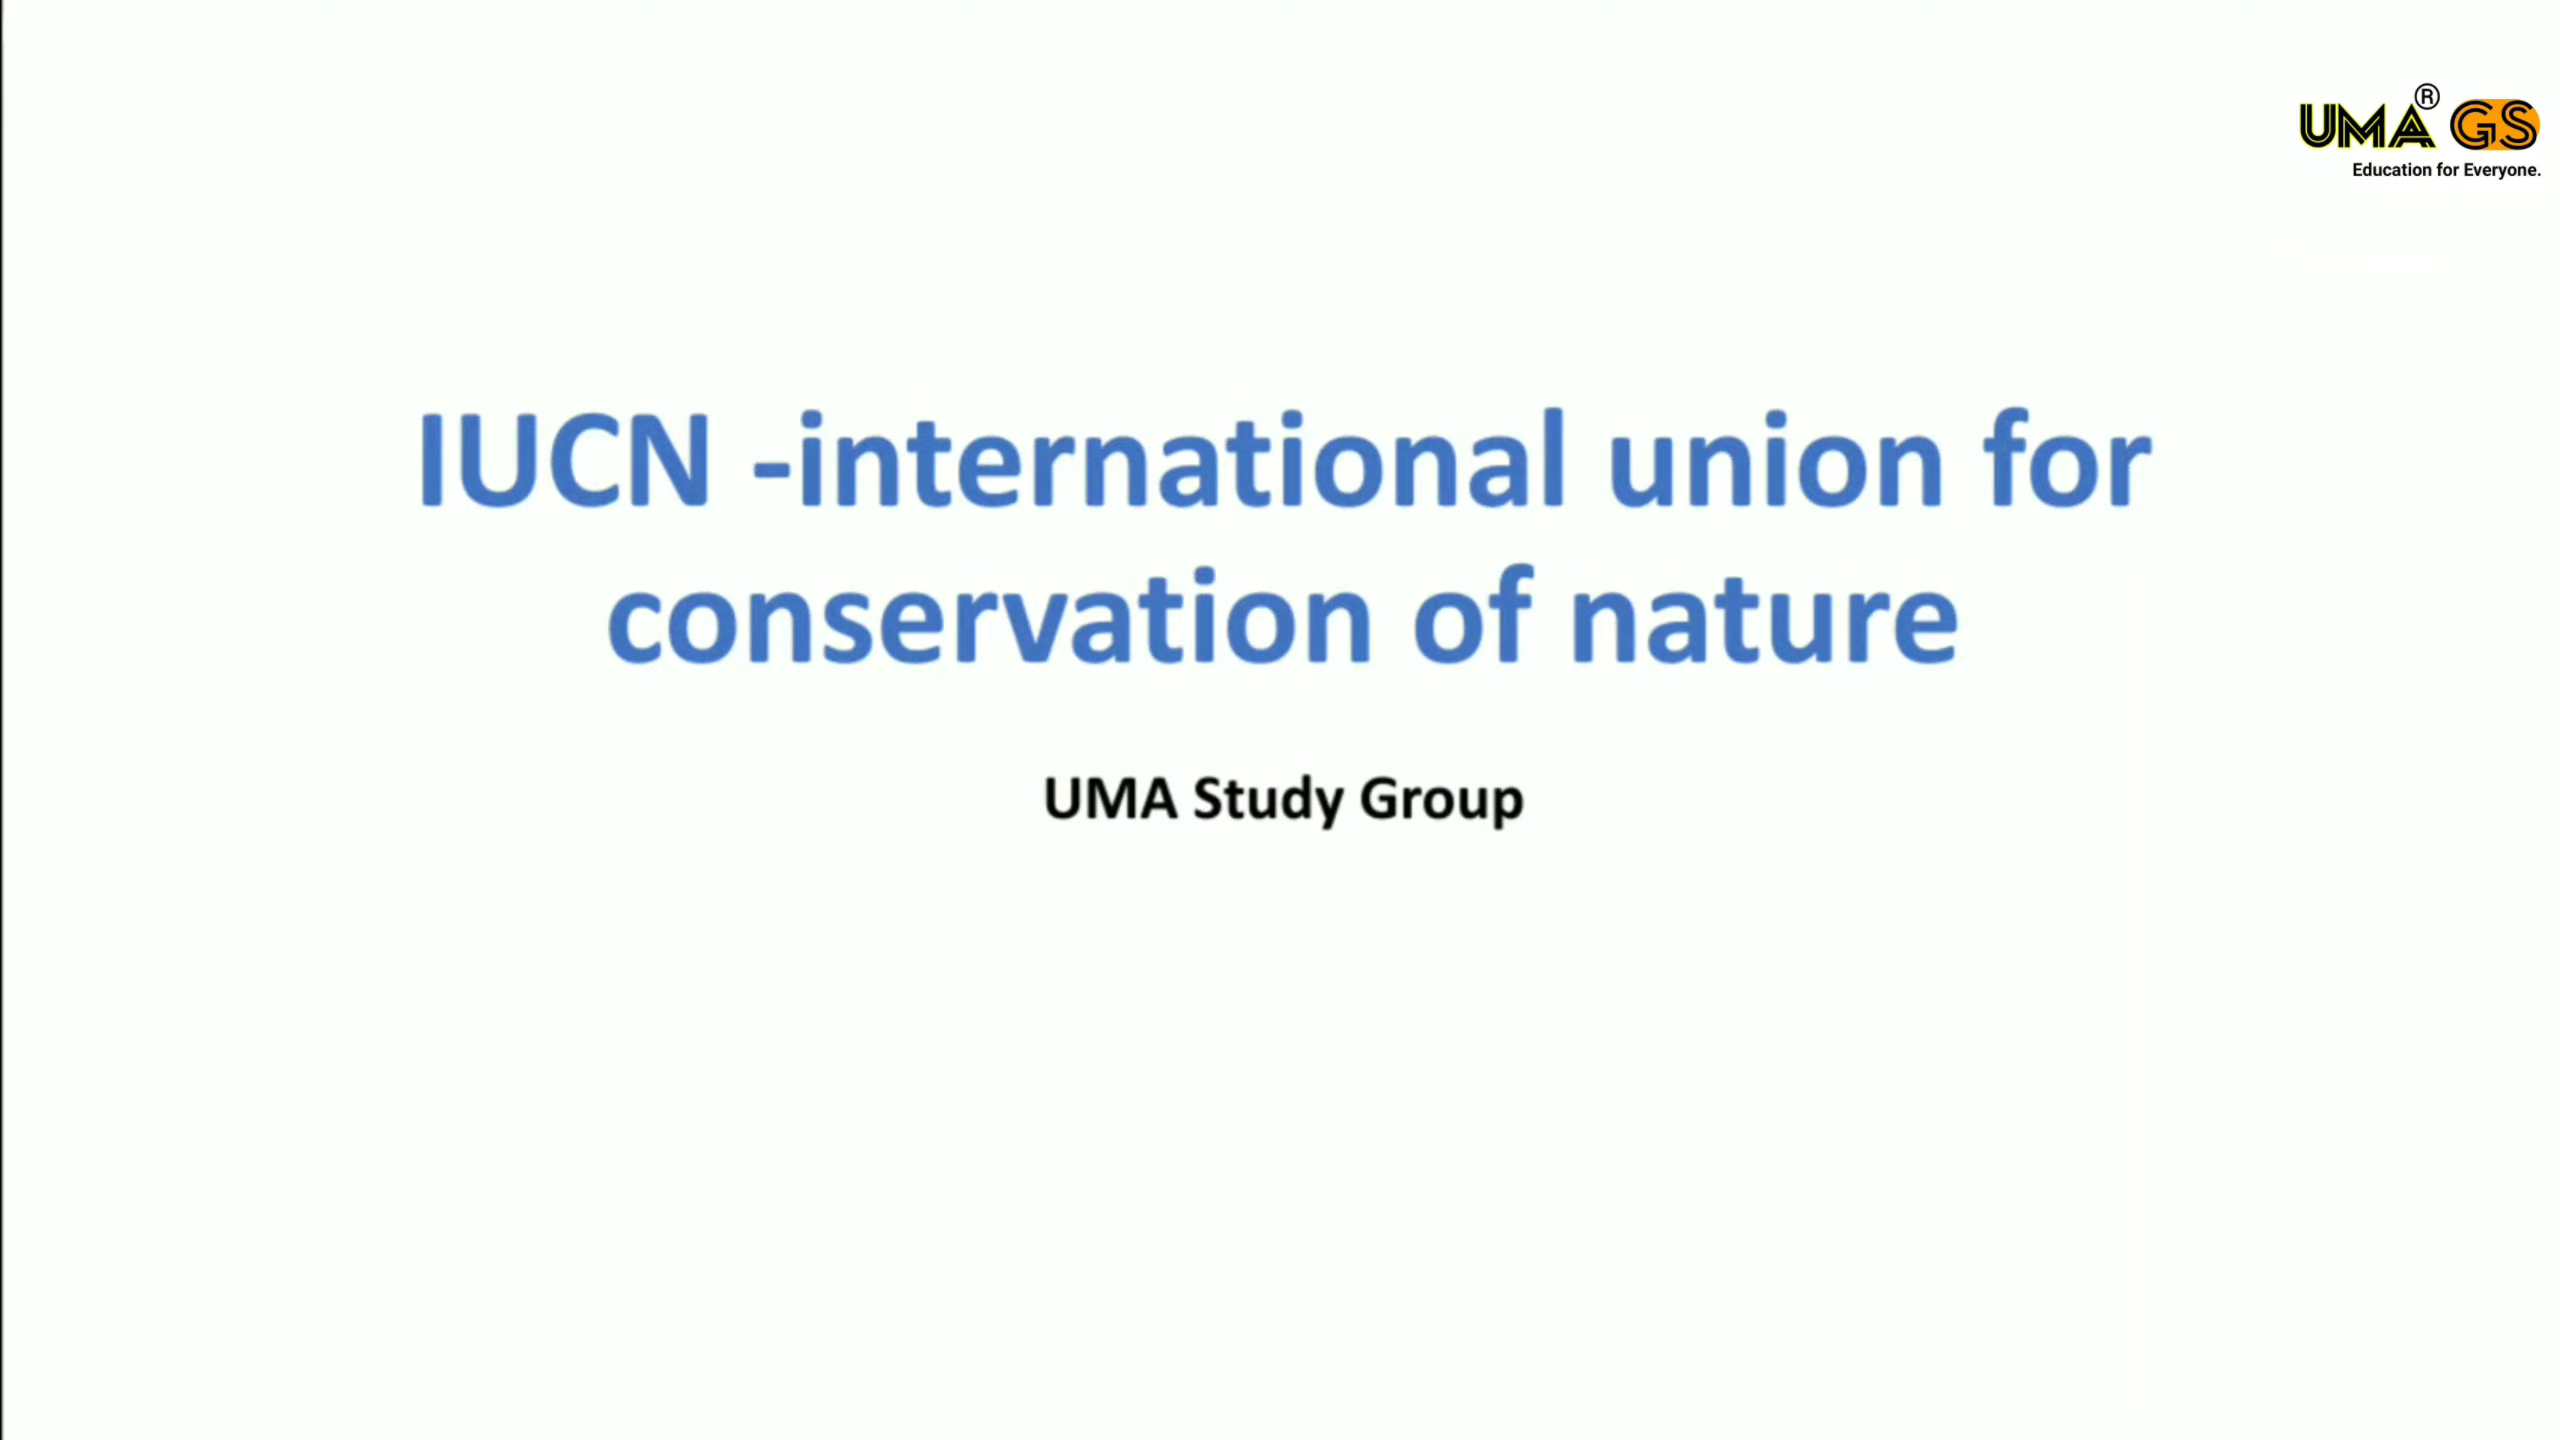 UMA® GS
Education for Everyone.
IUCN -international union for
conservation of nature
UMA Study Group